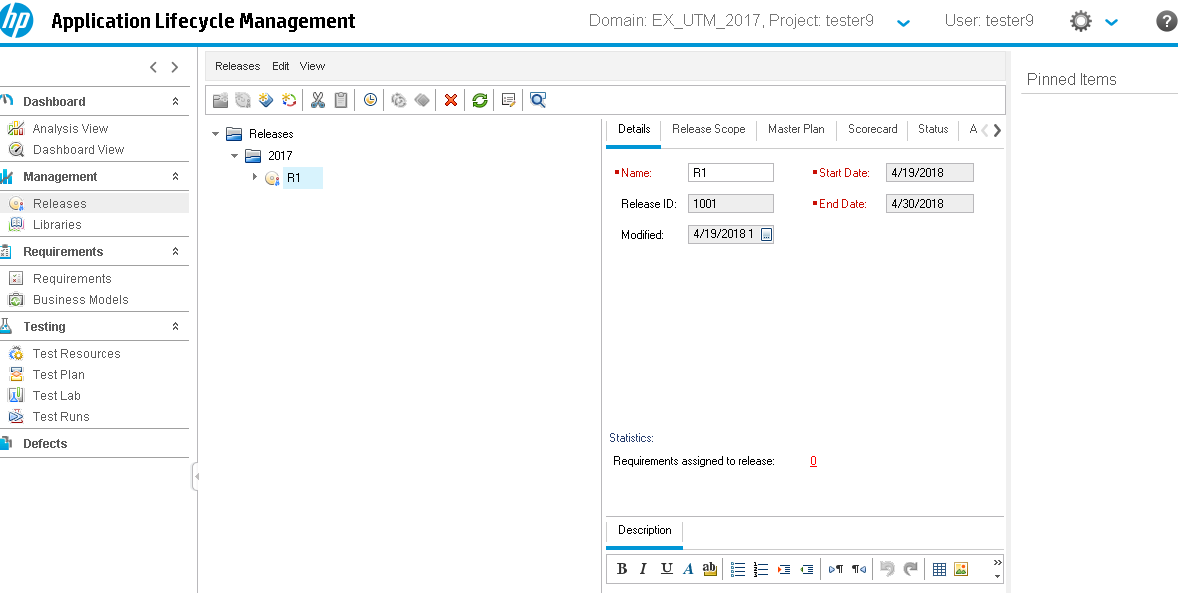 hp Application Lifecycle Management
Domain: EX_UTM_2017, Project: tester9
User: tester9
?
Dashboard
Analysis View
Dashboard View
Management
Releases
Libraries
Requirements
Requirements
Business Models
Testing
Test Resources
Test Plan
Test Lab
Test Runs
Defects
Releases Edit View
Releases
2017
R1
Details Release Scope Master Plan Scorecard Status A
Name: R1 Start Date: 4/19/2018
Release ID: 1001 End Date: 4/30/2018
Modified: 4/19/2018 1
Statistics:
Requirements assigned to release: 0
Description
B I U A ab
Pinned Items